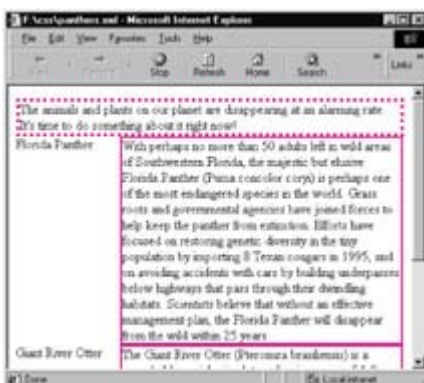 F:\css\panthers.xml - Microsoft Internet Explorer
File Edit View Favorites Tools Help
Stop Refresh Home Search Links
The animals and plants on our planet are disappearing at an alarming rate.
It's time to do something about it right now!
Florida Panther
With perhaps no more than 50 adults left in wild areas
of Southwestern Florida, the majestic but elusive
Florida Panther (Puma concolor coryi) is perhaps one
of the most endangered species in the world. Grass
roots and governmental agencies have joined forces to
help keep the panther from extinction. Efforts have
focused on restoring genetic diversity in the tiny
population by importing 8 Texan cougars in 1995, and
on avoiding accidents with cars by building underpasses
below highways that pass through their dwindling
habitats. Scientists believe that without an effective
management plan, the Florida Panther will disappear
from the wild within 25 years
Giant River Otter
The Giant River Otter (Pteronura brasiliensis) is a
Done
Local intranet